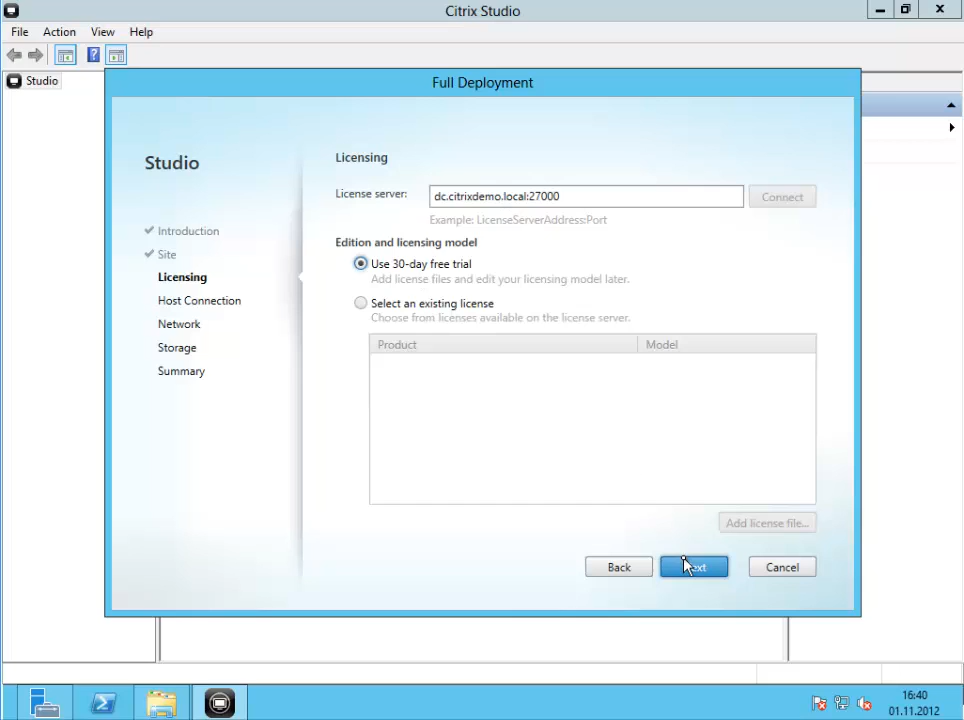 Citrix Studio
File Action View Help
Studio
Full Deployment
Studio
Introduction
Site
Licensing
Host Connection
Network
Storage
Summary
Licensing
License server: dc.citrixdemo.local:27000 Connect
Example: LicenseServerAddress:Port
Edition and licensing model
Use 30-day free trial
Add license files and edit your licensing model later.
Select an existing license
Choose from licenses available on the license server.
Product Model
Add license file...
Back Next Cancel
16:40
01.11.2012